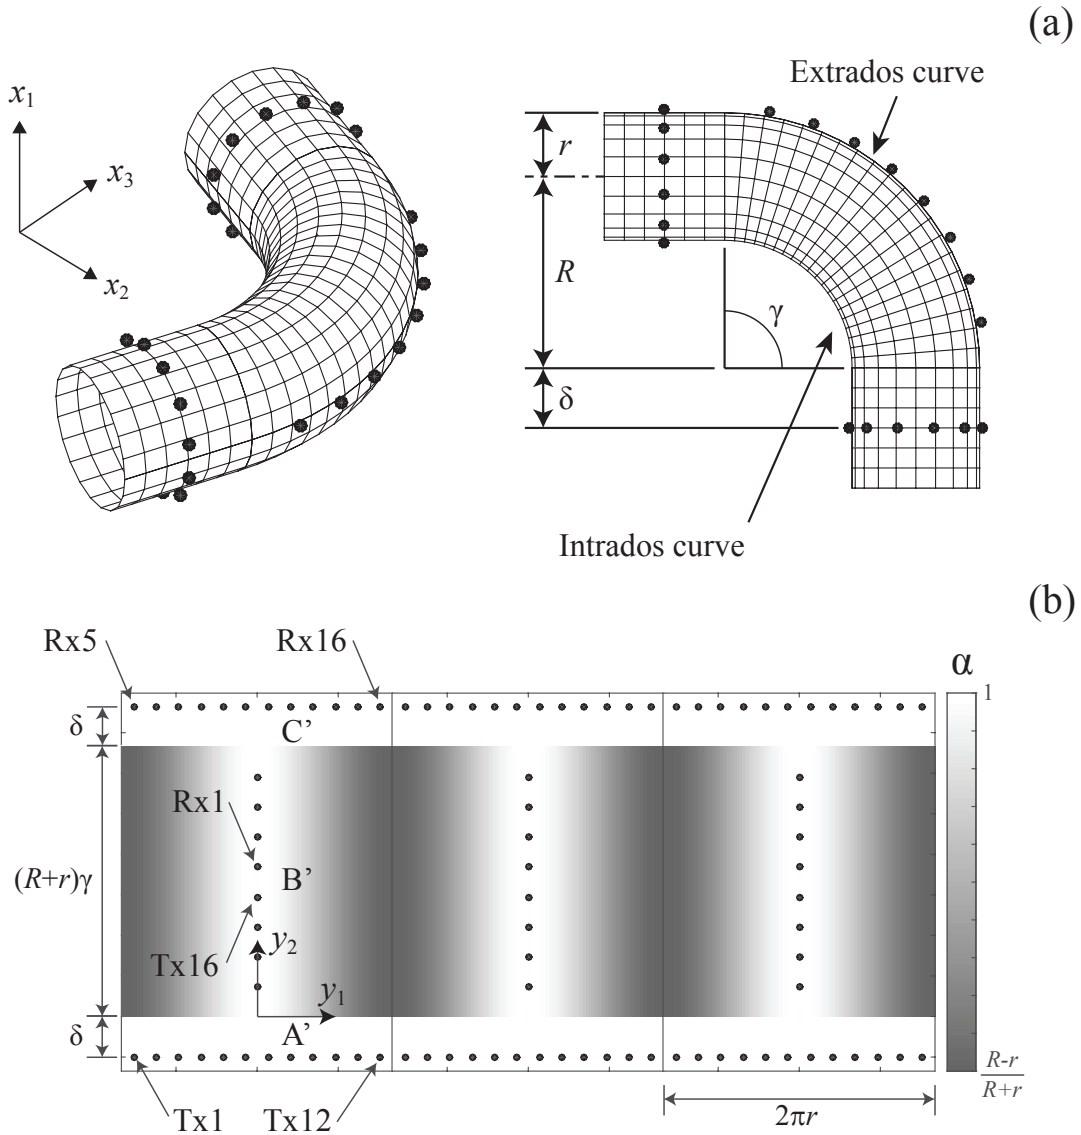 (a)
Extrados curve
x1
x3
x2
r
R
γ
δ
Intrados curve
(b)
Rx5
Rx16
α
1
δ
C'
Rx1
(R+r)γ
B'
y2
Tx16
y1
δ
A'
R-r
R+r
2πr
Tx1
Tx12